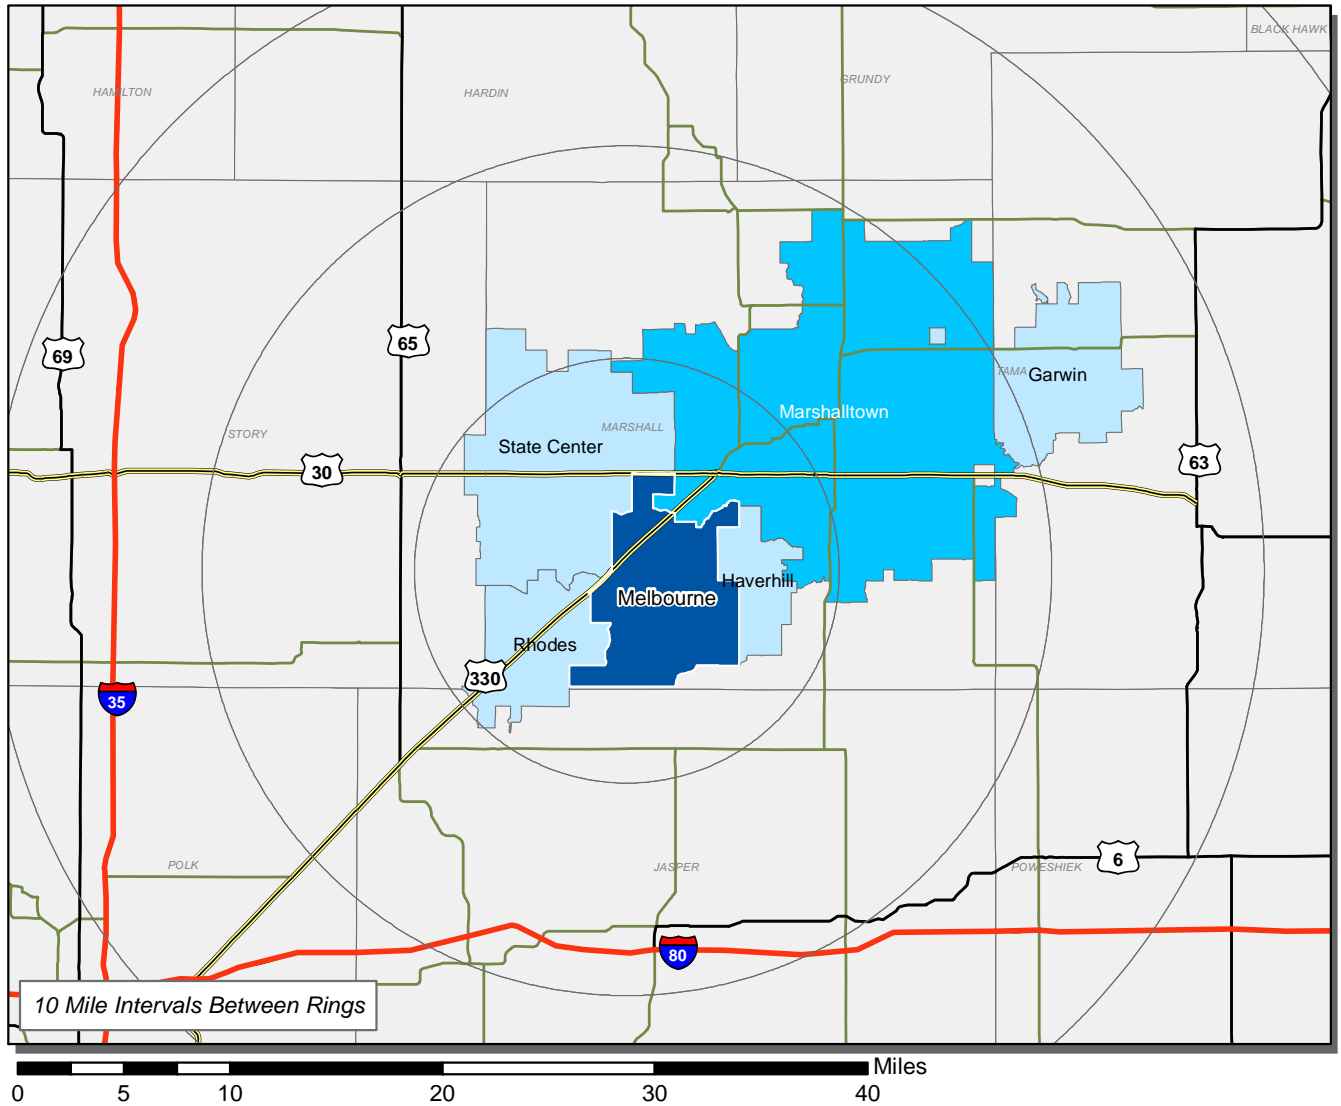 BLACK HAWK
GRUNDY
HAMILTON
HARDIN
65
69
TAMA
Garwin
Marshalltown
MARSHALL
STORY
State Center
63
30
Haverhill
Melbourne
Rhodes
330
35
6
POLK
JASPER
POWESHIEK
80
10 Mile Intervals Between Rings
Miles
0 5 10 20 30 40